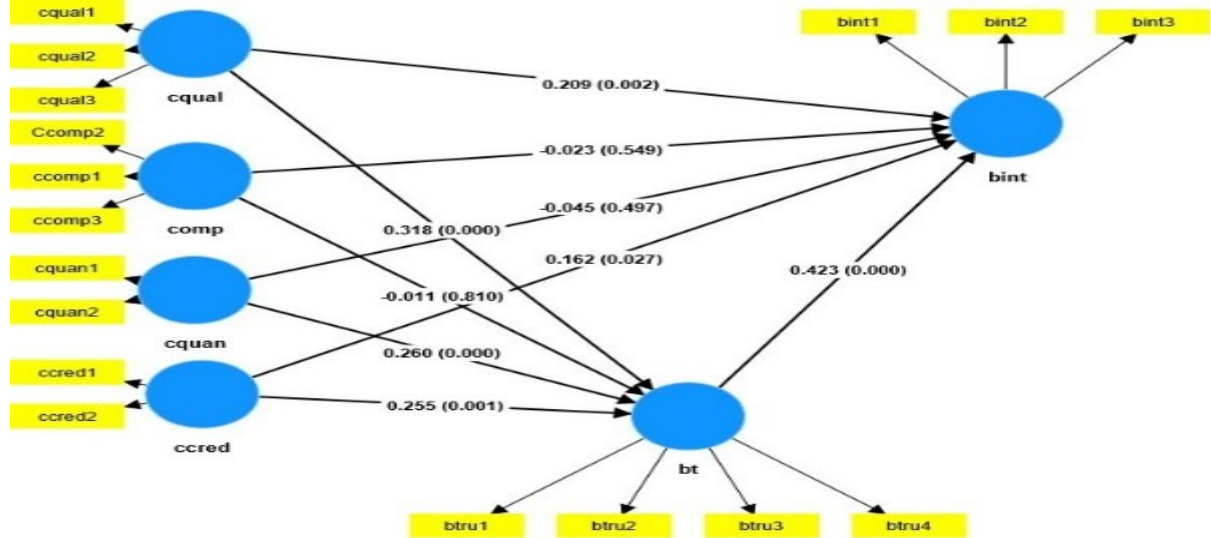 cqual1
cqual2
cqual3
cqual
Ccomp2
ccomp1
ccomp3
comp
cquan1
cquan2
cquan
ccred1
ccred2
ccred
bint1
bint2
bint3
bint
0.209 (0.002)
-0.023 (0.549)
-0.045 (0.497)
0.318 (0.000)
0.162 (0.027)
0.423 (0.000)
-0.011 (0.810)
0.260 (0.000)
0.255 (0.001)
bt
btru1
btru2
btru3
btru4